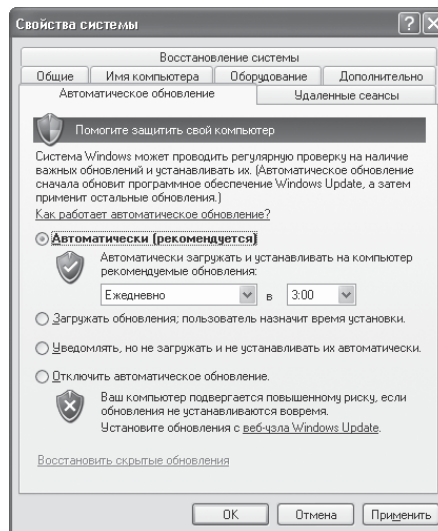 Свойства системы
Восстановление системы
Общие Имя компьютера Оборудование Дополнительно
Автоматическое обновление Удаленные сеансы
Помогите защитить свой компьютер
Система Windows может проводить регулярную проверку на наличие
важных обновлений и устанавливать их. (Автоматическое обновление
сначала обновит программное обеспечение Windows Update, а затем
применит остальные обновления.)
Как работает автоматическое обновление?
Автоматически (рекомендуется)
Автоматически загружать и устанавливать на компьютер
рекомендуемые обновления:
Ежедневно в 3:00
Загружать обновления; пользователь назначит время установки.
Уведомлять, но не загружать и не устанавливать их автоматически.
Отключить автоматическое обновление.
Ваш компьютер подвергается повышенному риску, если
обновления не устанавливаются вовремя.
Установите обновления с веб-узла Windows Update.
Восстановить скрытые обновления
OK Отмена Применить